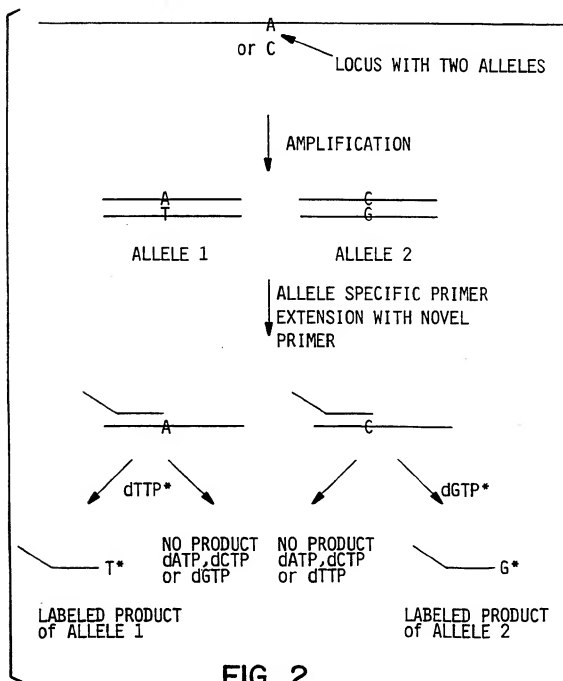 A
or C
LOCUS WITH TWO ALLELES
AMPLIFICATION
A C
T G
ALLELE 1 ALLELE 2
ALLELE SPECIFIC PRIMER
EXTENSION WITH NOVEL
PRIMER
A C
dTTP* dGTP*
T* NO PRODUCT NO PRODUCT G*
dATP,dCTP dATP,dCTP
or dGTP or dTTP
LABELED PRODUCT LABELED PRODUCT
of ALLELE 1 of ALLELE 2
FIG. 2